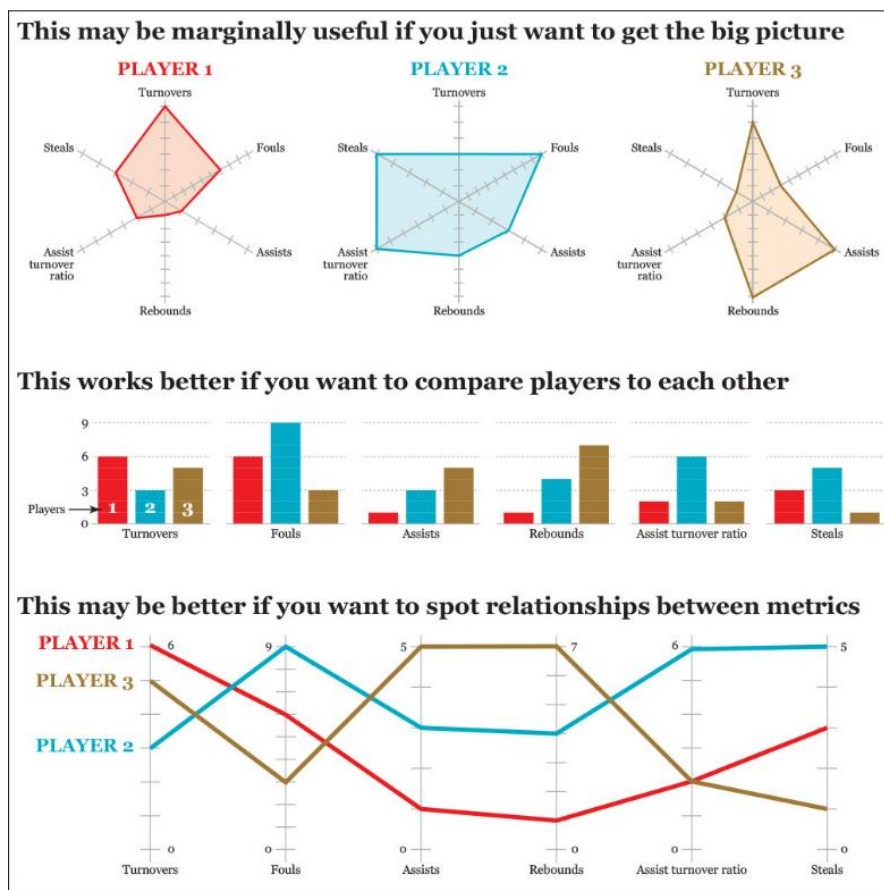 This may be marginally useful if you just want to get the big picture
PLAYER 1
PLAYER 2
PLAYER 3
Turnovers
Turnovers
Turnovers
Steals
Fouls
Steals
Fouls
Steals
Fouls
Assist
turnover
ratio
Assists
Assist
turnover
ratio
Assists
Assist
turnover
ratio
Assists
Rebounds
Rebounds
Rebounds
This works better if you want to compare players to each other
9
6
3
Players
1
2
3
0
Turnovers
Fouls
Assists
Rebounds
Assist turnover ratio
Steals
This may be better if you want to spot relationships between metrics
PLAYER 1
6
9
5
7
6
5
PLAYER 3
PLAYER 2
0
0
0
0
0
0
Turnovers
Fouls
Assists
Rebounds
Assist turnover ratio
Steals